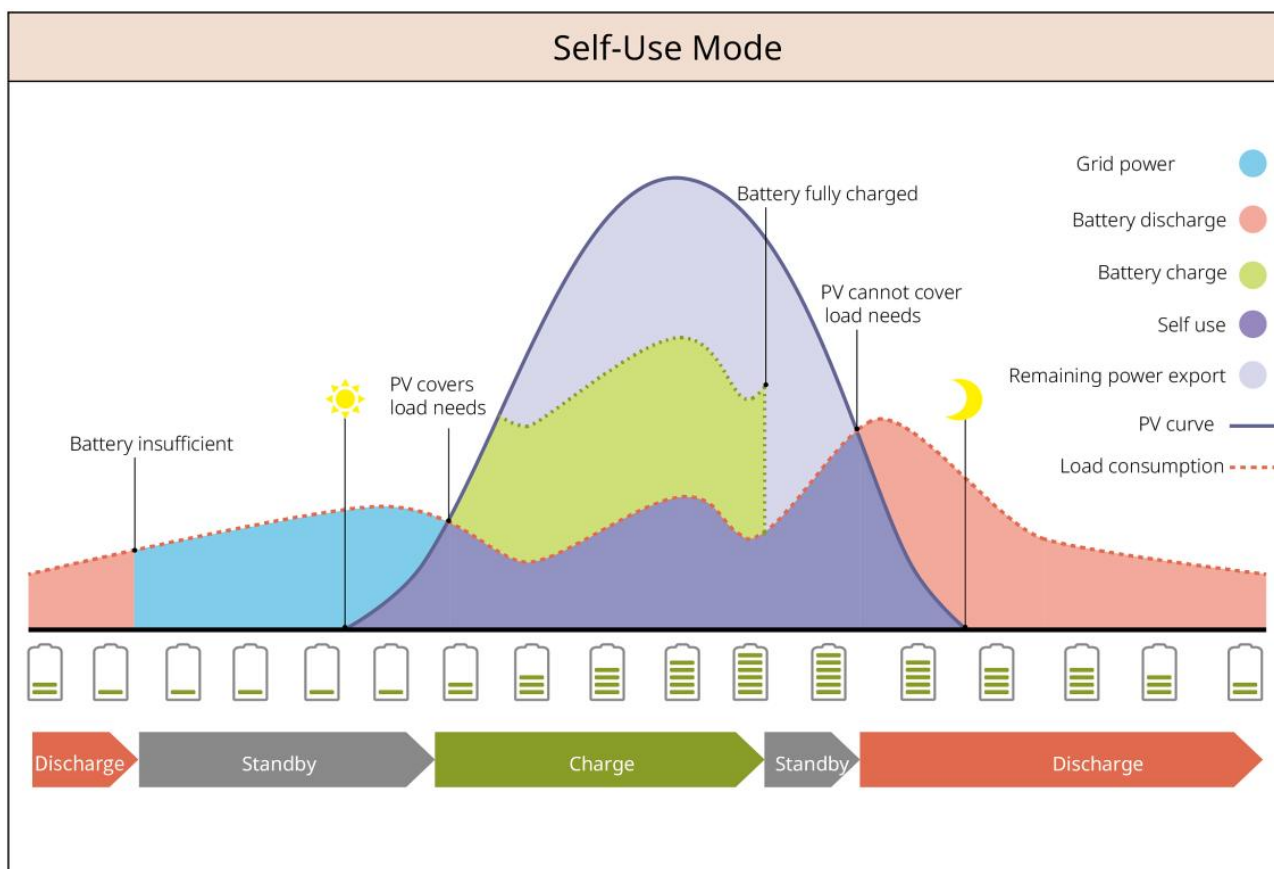 Self-Use Mode
Grid power
Battery discharge
Battery charge
Self use
Remaining power export
PV curve
Load consumption
Battery fully charged
PV cannot cover
load needs
PV covers
load needs
Battery insufficient
Discharge
Standby
Charge
Standby
Discharge